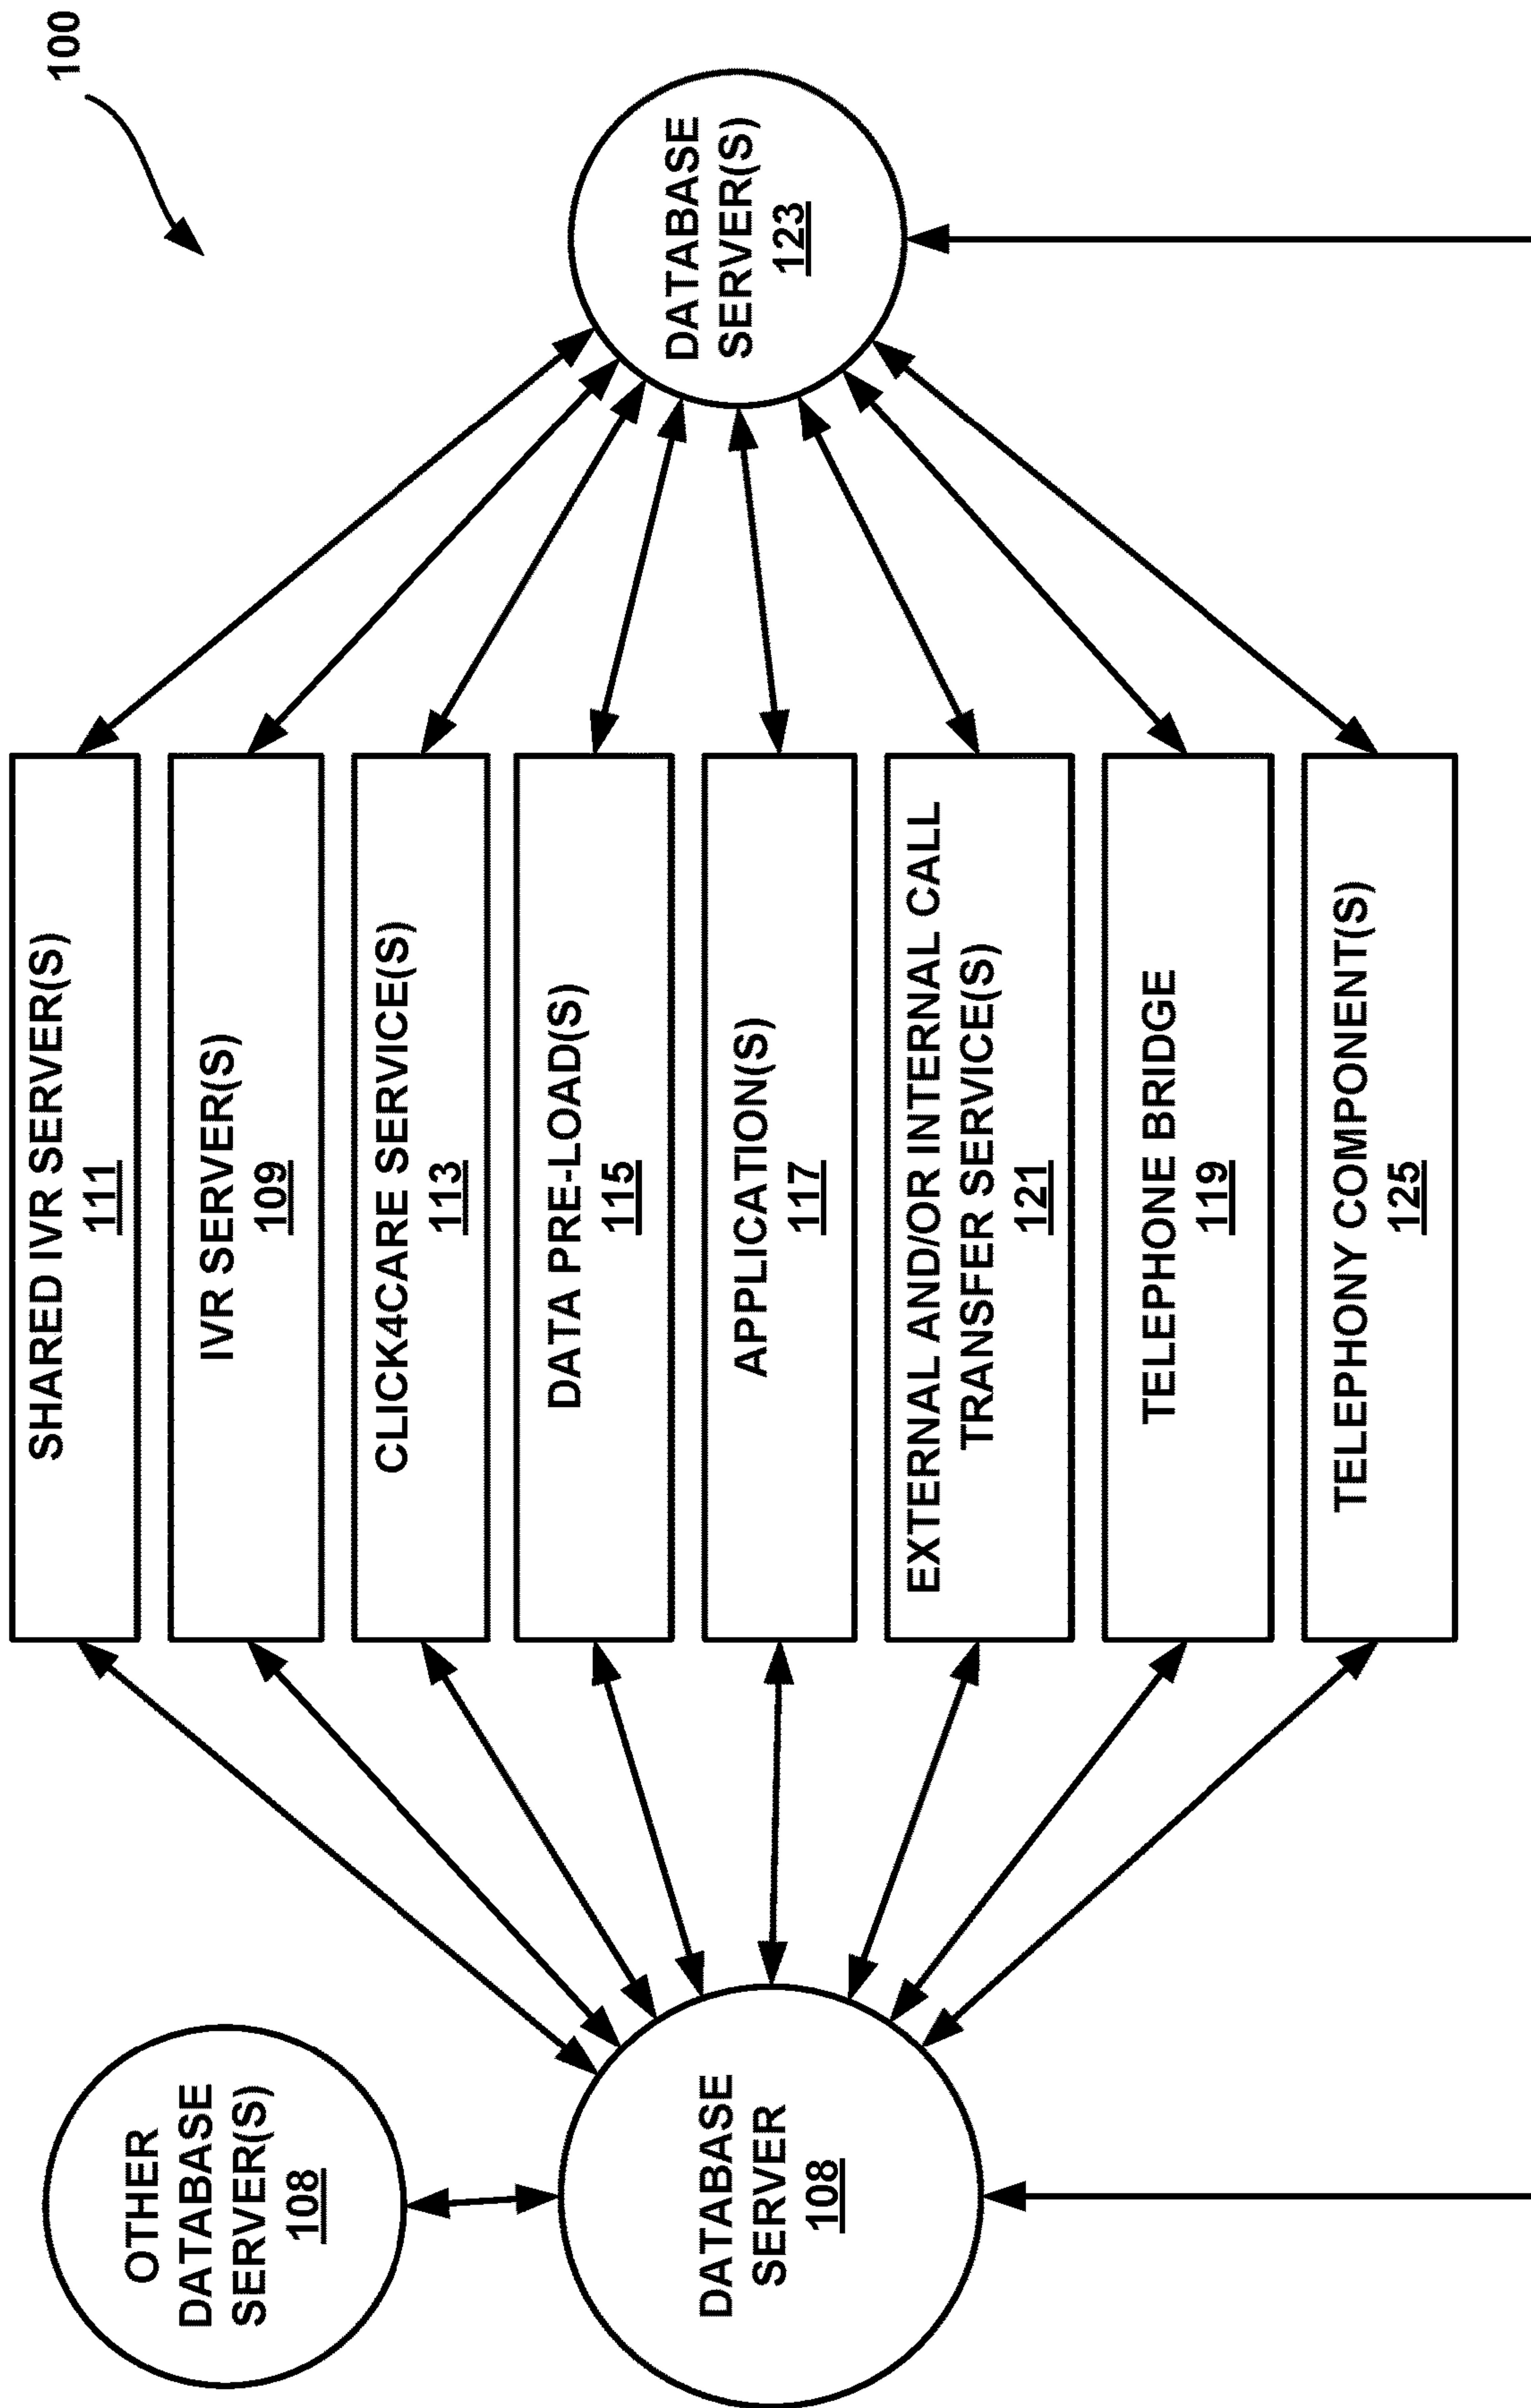 100
OTHER
DATABASE
SERVER(S)
108
DATABASE
SERVER
108
SHARED IVR SERVER(S)
111
IVR SERVER(S)
109
CLICK4CARE SERVICE(S)
113
DATA PRE-LOAD(S)
115
APPLICATION(S)
117
EXTERNAL AND/OR INTERNAL CALL
TRANSFER SERVICE(S)
121
TELEPHONE BRIDGE
119
TELEPHONY COMPONENT(S)
125
DATABASE
SERVER(S)
123